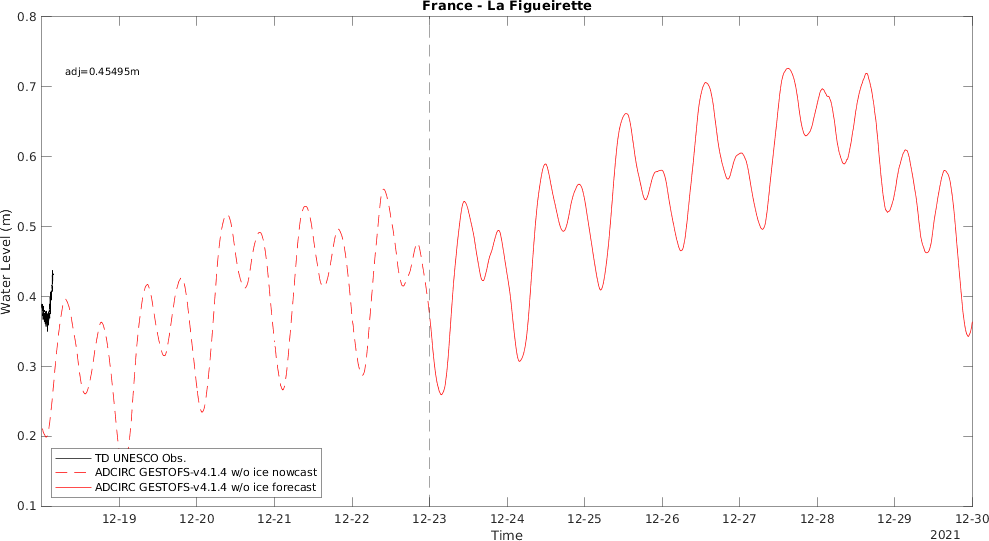 France - La Figueirette
0.8
0.7
0.6
0.5
0.4
0.3
0.2
0.1
Water Level (m)
adj=0.45495m
TD UNESCO Obs.
ADCIRC GESTOFS-v4.1.4 w/o ice nowcast
ADCIRC GESTOFS-v4.1.4 w/o ice forecast
12-19 12-20 12-21 12-22 12-23 12-24 12-25 12-26 12-27 12-28 12-29 12-30
Time
2021